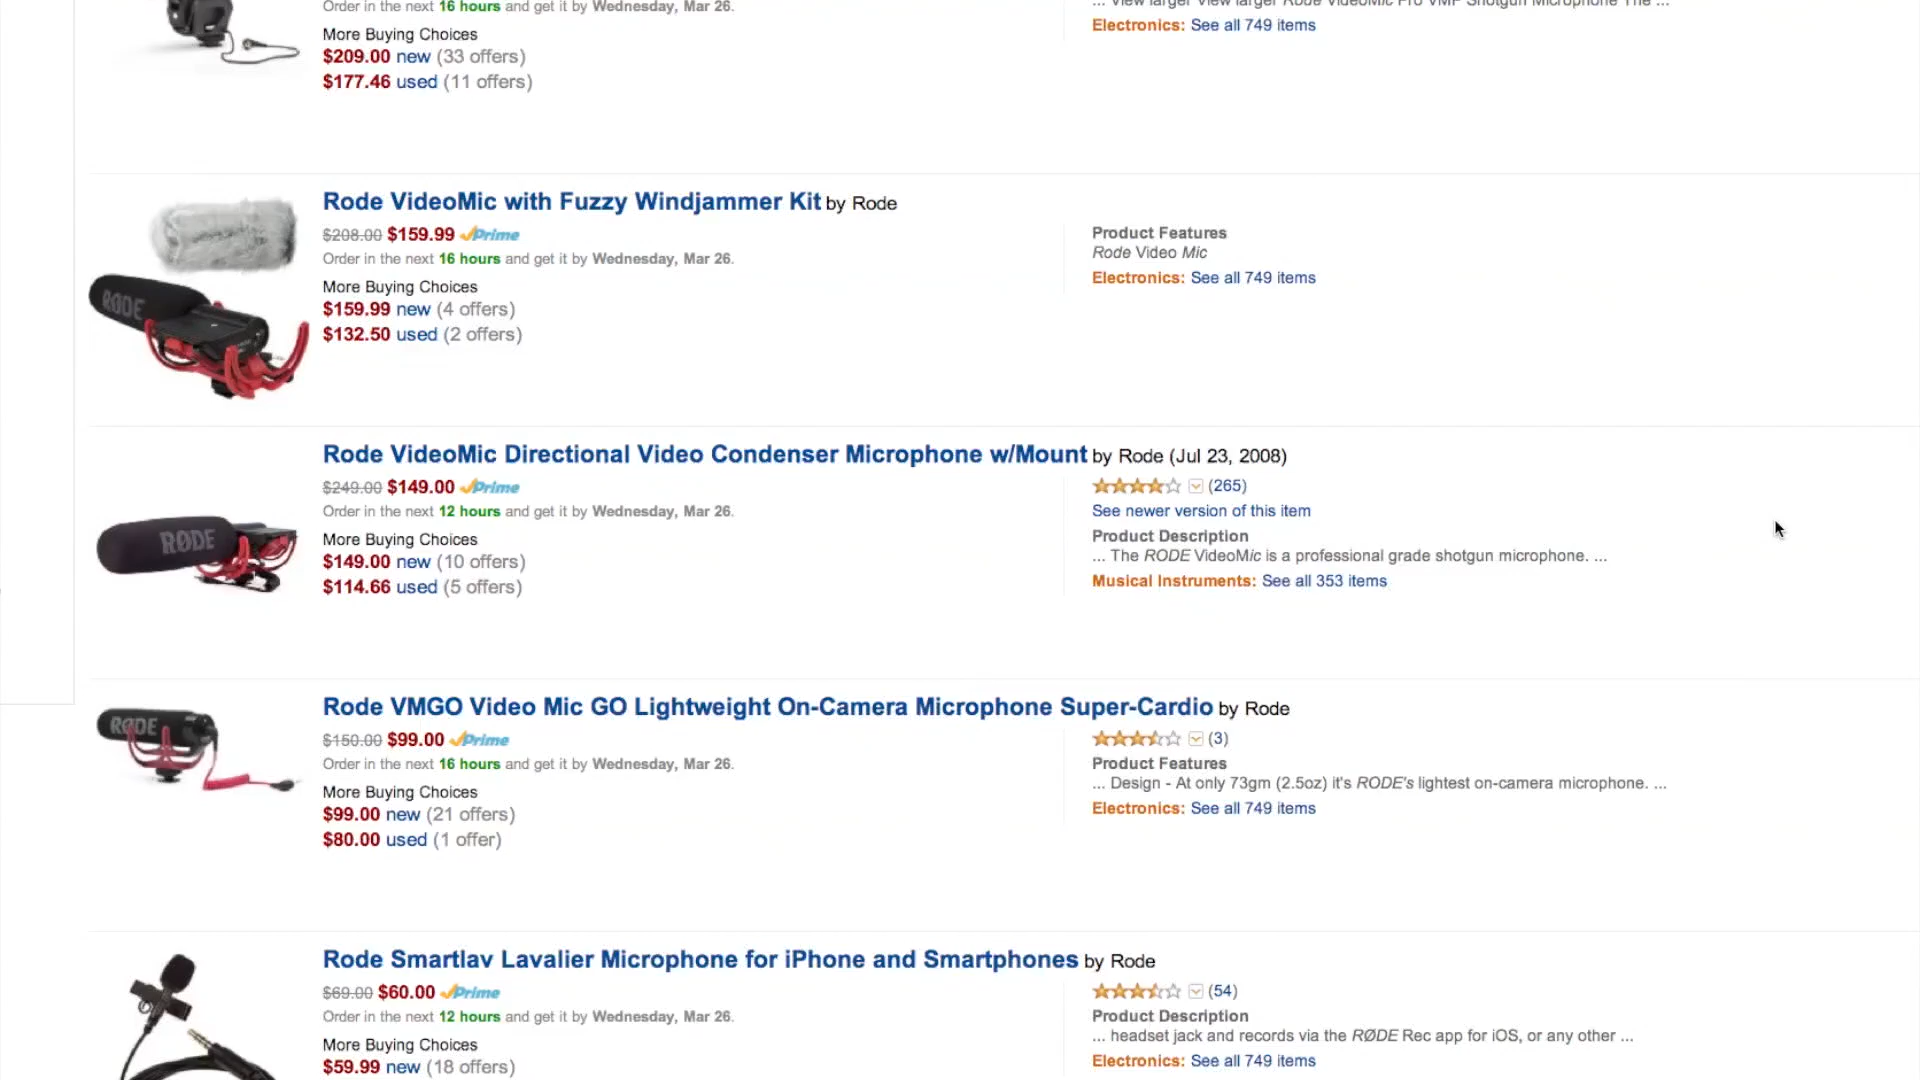 Order in the next 16 hours and get it by Wednesday, Mar 26.
More Buying Choices
$209.00 new (33 offers)
$177.46 used (11 offers)
... View larger View larger Rode VideoMic Pro VMP Shotgun Microphone The ...
Electronics: See all 749 items
Rode VideoMic with Fuzzy Windjammer Kit by Rode
$208.00 $159.99 Prime
Order in the next 16 hours and get it by Wednesday, Mar 26.
More Buying Choices
$159.99 new (4 offers)
$132.50 used (2 offers)
Product Features
Rode Video Mic
Electronics: See all 749 items
RØDE
Rode VideoMic Directional Video Condenser Microphone w/Mount by Rode (Jul 23, 2008)
$249.00 $149.00 Prime
Order in the next 12 hours and get it by Wednesday, Mar 26.
More Buying Choices
$149.00 new (10 offers)
$114.66 used (5 offers)
(265)
See newer version of this item
Product Description
... The RODE VideoMic is a professional grade shotgun microphone. ...
Musical Instruments: See all 353 items
RØDE
Rode VMGO Video Mic GO Lightweight On-Camera Microphone Super-Cardio by Rode
$150.00 $99.00 Prime
Order in the next 16 hours and get it by Wednesday, Mar 26.
More Buying Choices
$99.00 new (21 offers)
$80.00 used (1 offer)
(3)
Product Features
... Design - At only 73gm (2.5oz) it's RODE's lightest on-camera microphone. ...
Electronics: See all 749 items
RØDE
Rode Smartlav Lavalier Microphone for iPhone and Smartphones by Rode
$69.00 $60.00 Prime
Order in the next 12 hours and get it by Wednesday, Mar 26.
More Buying Choices
$59.99 new (18 offers)
(54)
Product Description
... headset jack and records via the RØDE Rec app for iOS, or any other ...
Electronics: See all 749 items